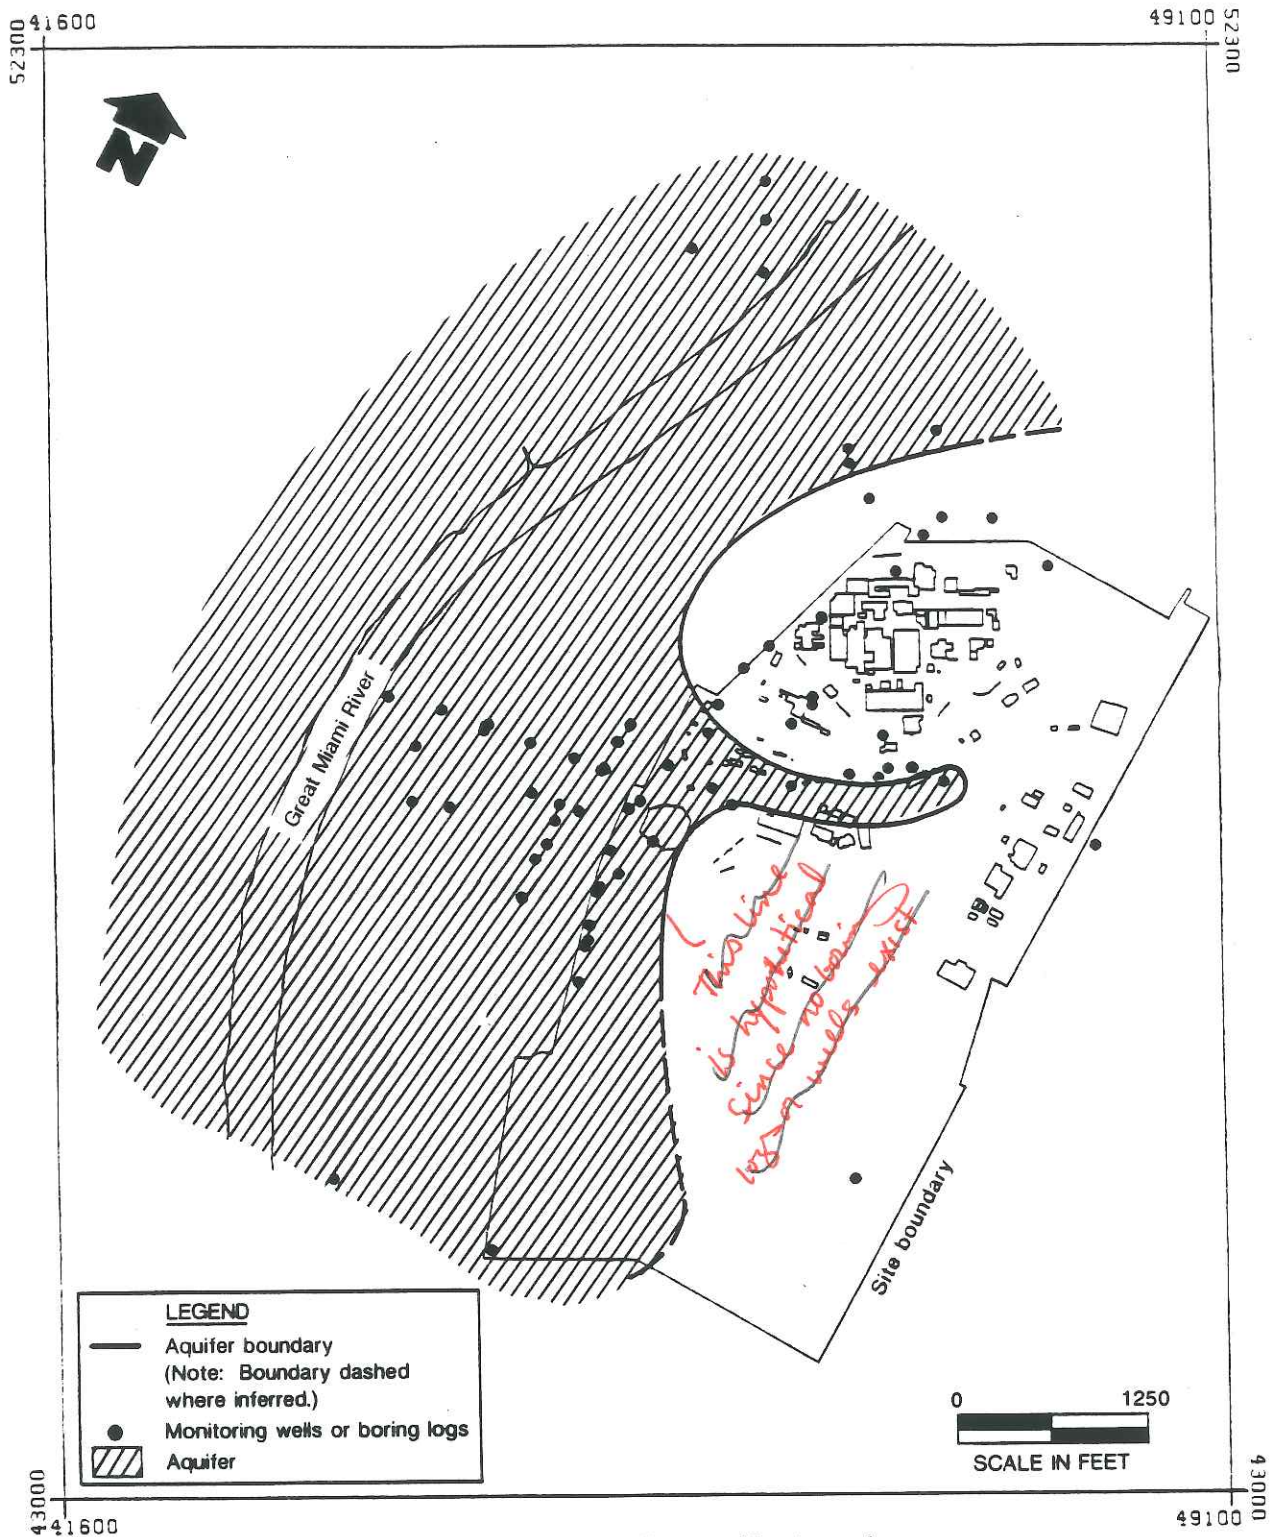 41600
49100
52300
52300
N
Great Miami River
This line
is hypothetical
since no boring
logs or wells exist
Site boundary
LEGEND
Aquifer boundary
(Note: Boundary dashed
where inferred.)
Monitoring wells or boring logs
Aquifer
0 1250
SCALE IN FEET
43000
43000
41600
49100